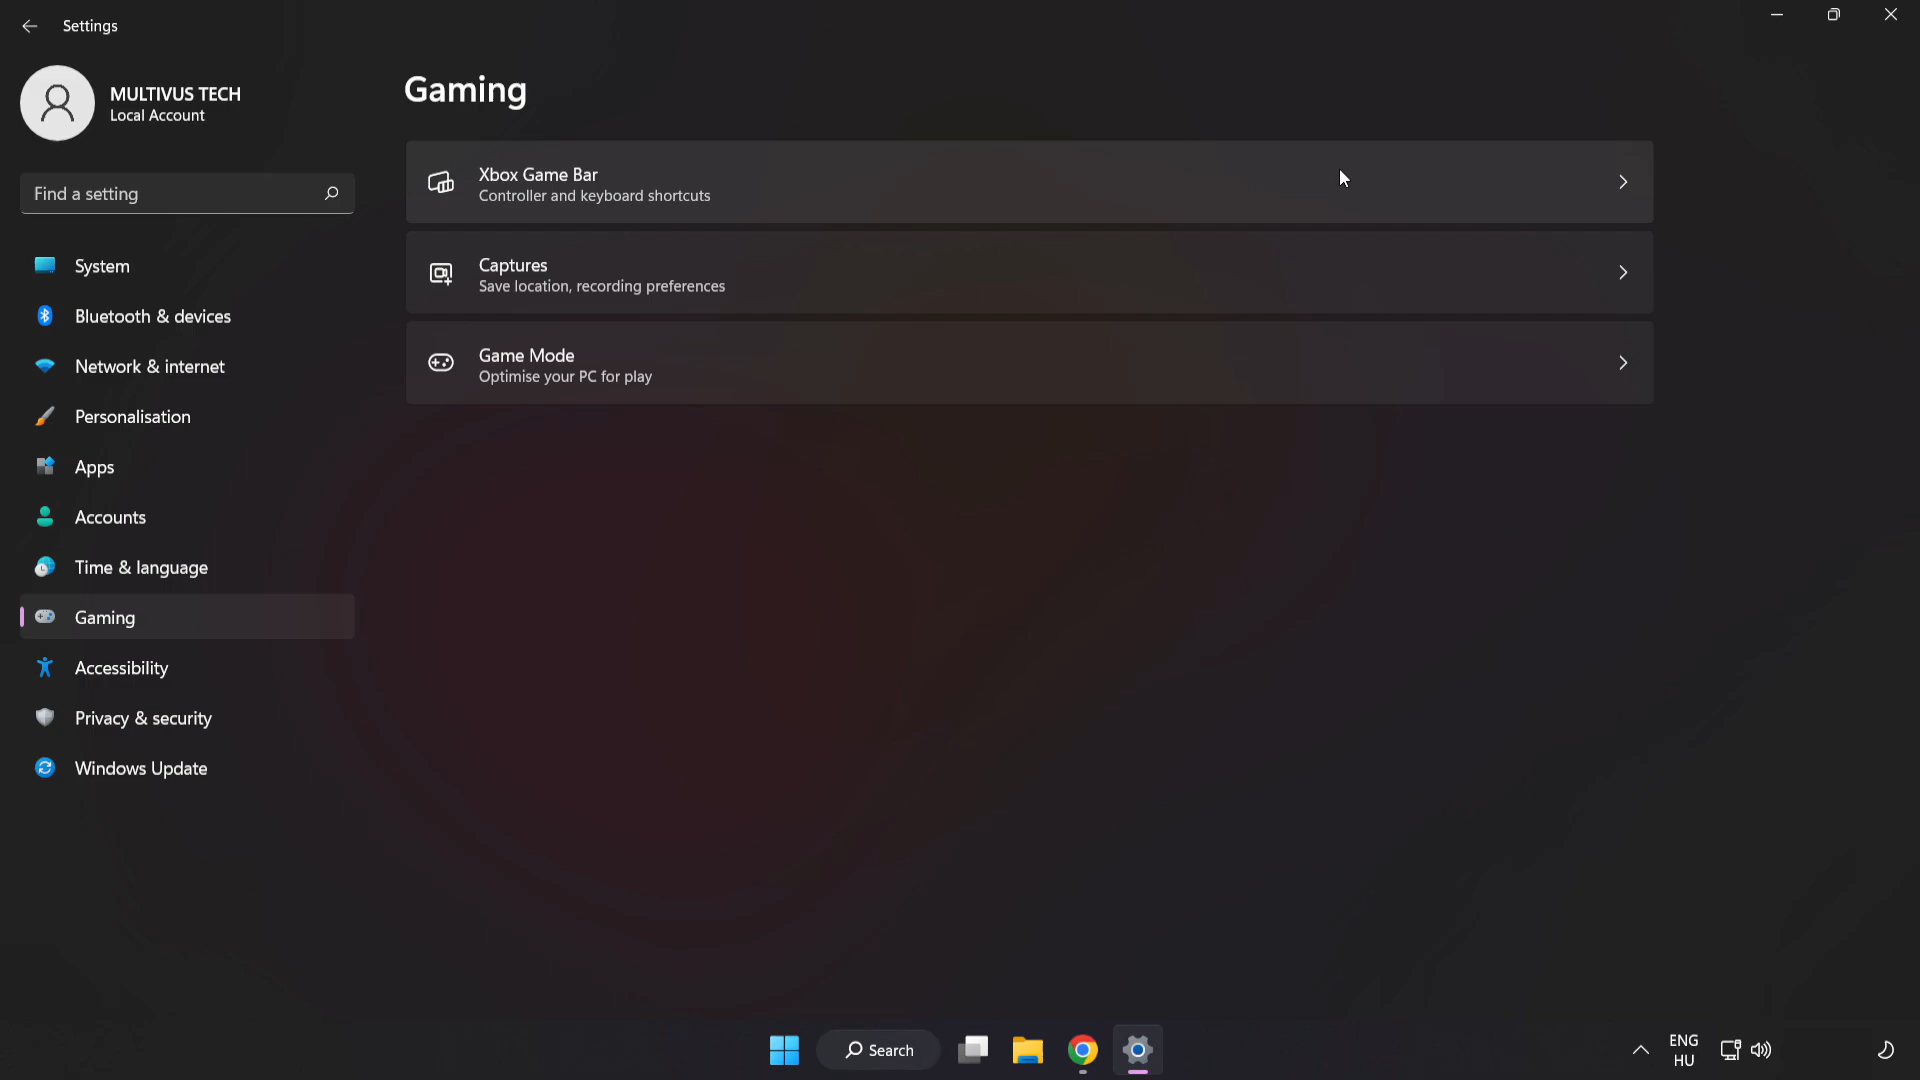 Settings
MULTIVUS TECH
Local Account
Find a setting
System
Bluetooth & devices
Network & internet
Personalisation
Apps
Accounts
Time & language
Gaming
Accessibility
Privacy & security
Windows Update
Gaming
Xbox Game Bar
Controller and keyboard shortcuts
Captures
Save location, recording preferences
Game Mode
Optimise your PC for play
Search
ENG
HU